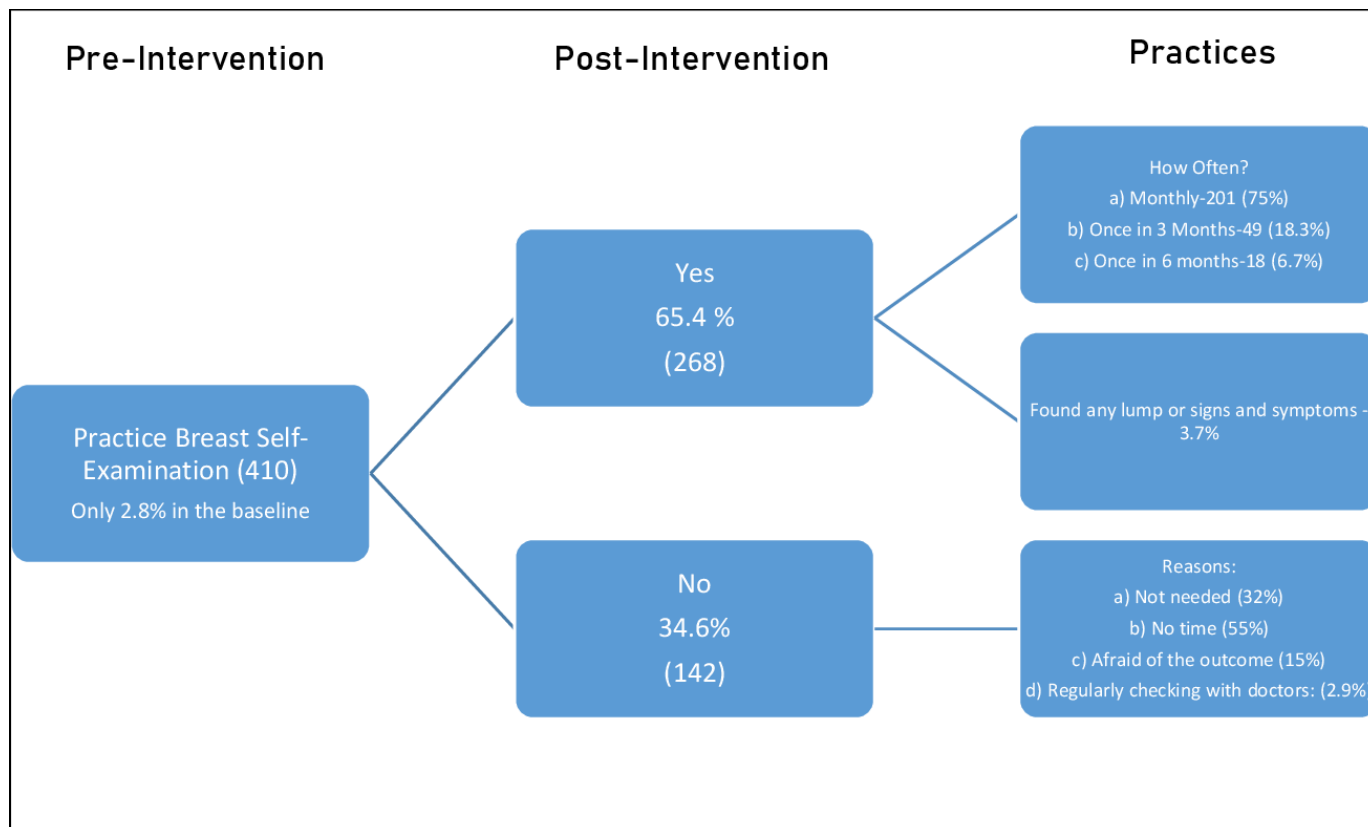 Pre-Intervention
Post-Intervention
Practices
Practice Breast Self-
Examination (410)
Only 2.8% in the baseline
Yes
65.4 %
(268)
No
34.6%
(142)
How Often?
a) Monthly-201 (75%)
b) Once in 3 Months-49 (18.3%)
c) Once in 6 months-18 (6.7%)
Found any lump or signs and symptoms -
3.7%
Reasons:
a) Not needed (32%)
b) No time (55%)
c) Afraid of the outcome (15%)
d) Regularly checking with doctors: (2.9%)